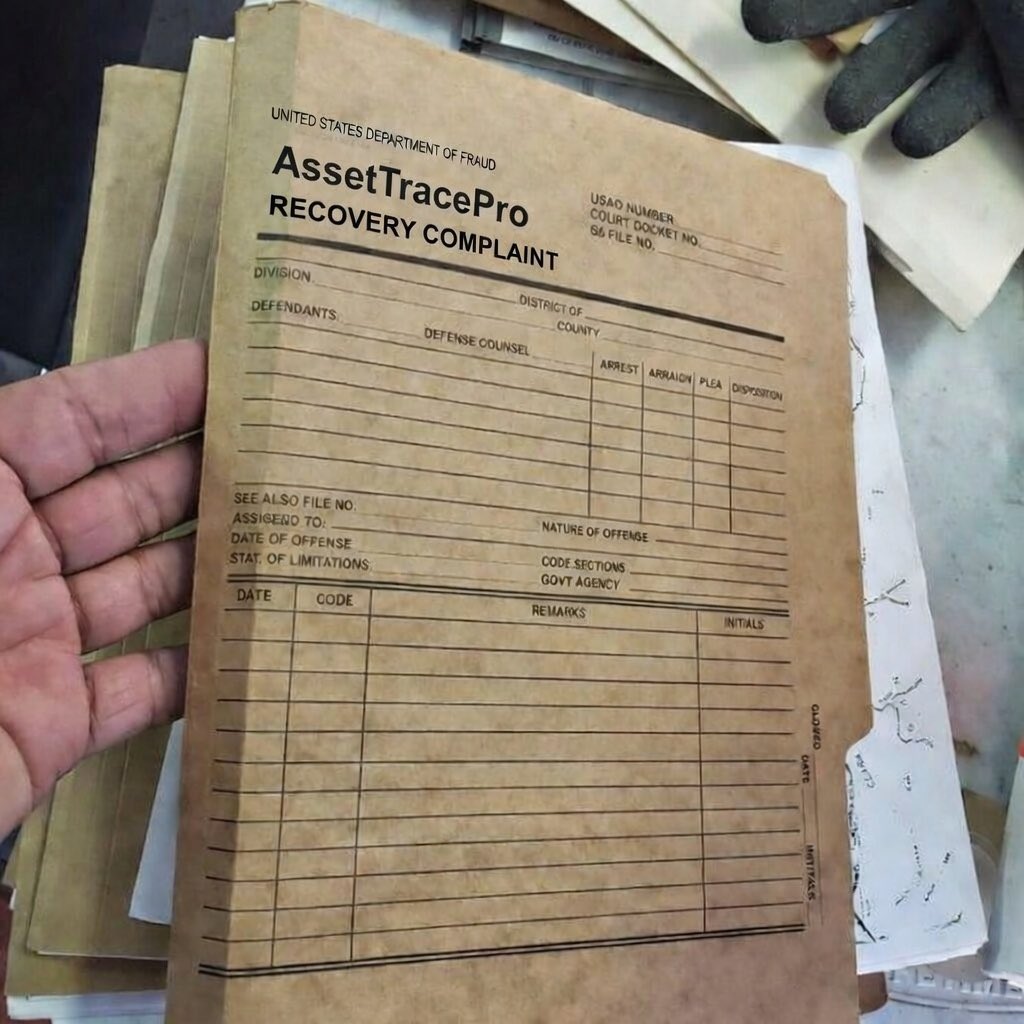 UNITED STATES DEPARTMENT OF FRAUD
AssetTracePro
RECOVERY COMPLAINT
USAO NUMBER
COURT DOCKET NO.
FILE NO.
DIVISION
DISTRICT OF
DEFENDANTS
COUNTY
DEFENSE COUNSEL
ARREST
ARRAIGN
PLEA
DISPOSITION
SEE ALSO FILE NO.
ASSIGEND TO:
NATURE OF OFFENSE
DATE OF OFFENSE
STAT. OF LIMITATIONS
CODE SECTIONS
GOVT AGENCY
DATE
CODE
REMARKS
INITIALS
CLOSED
DATE
INITIALS